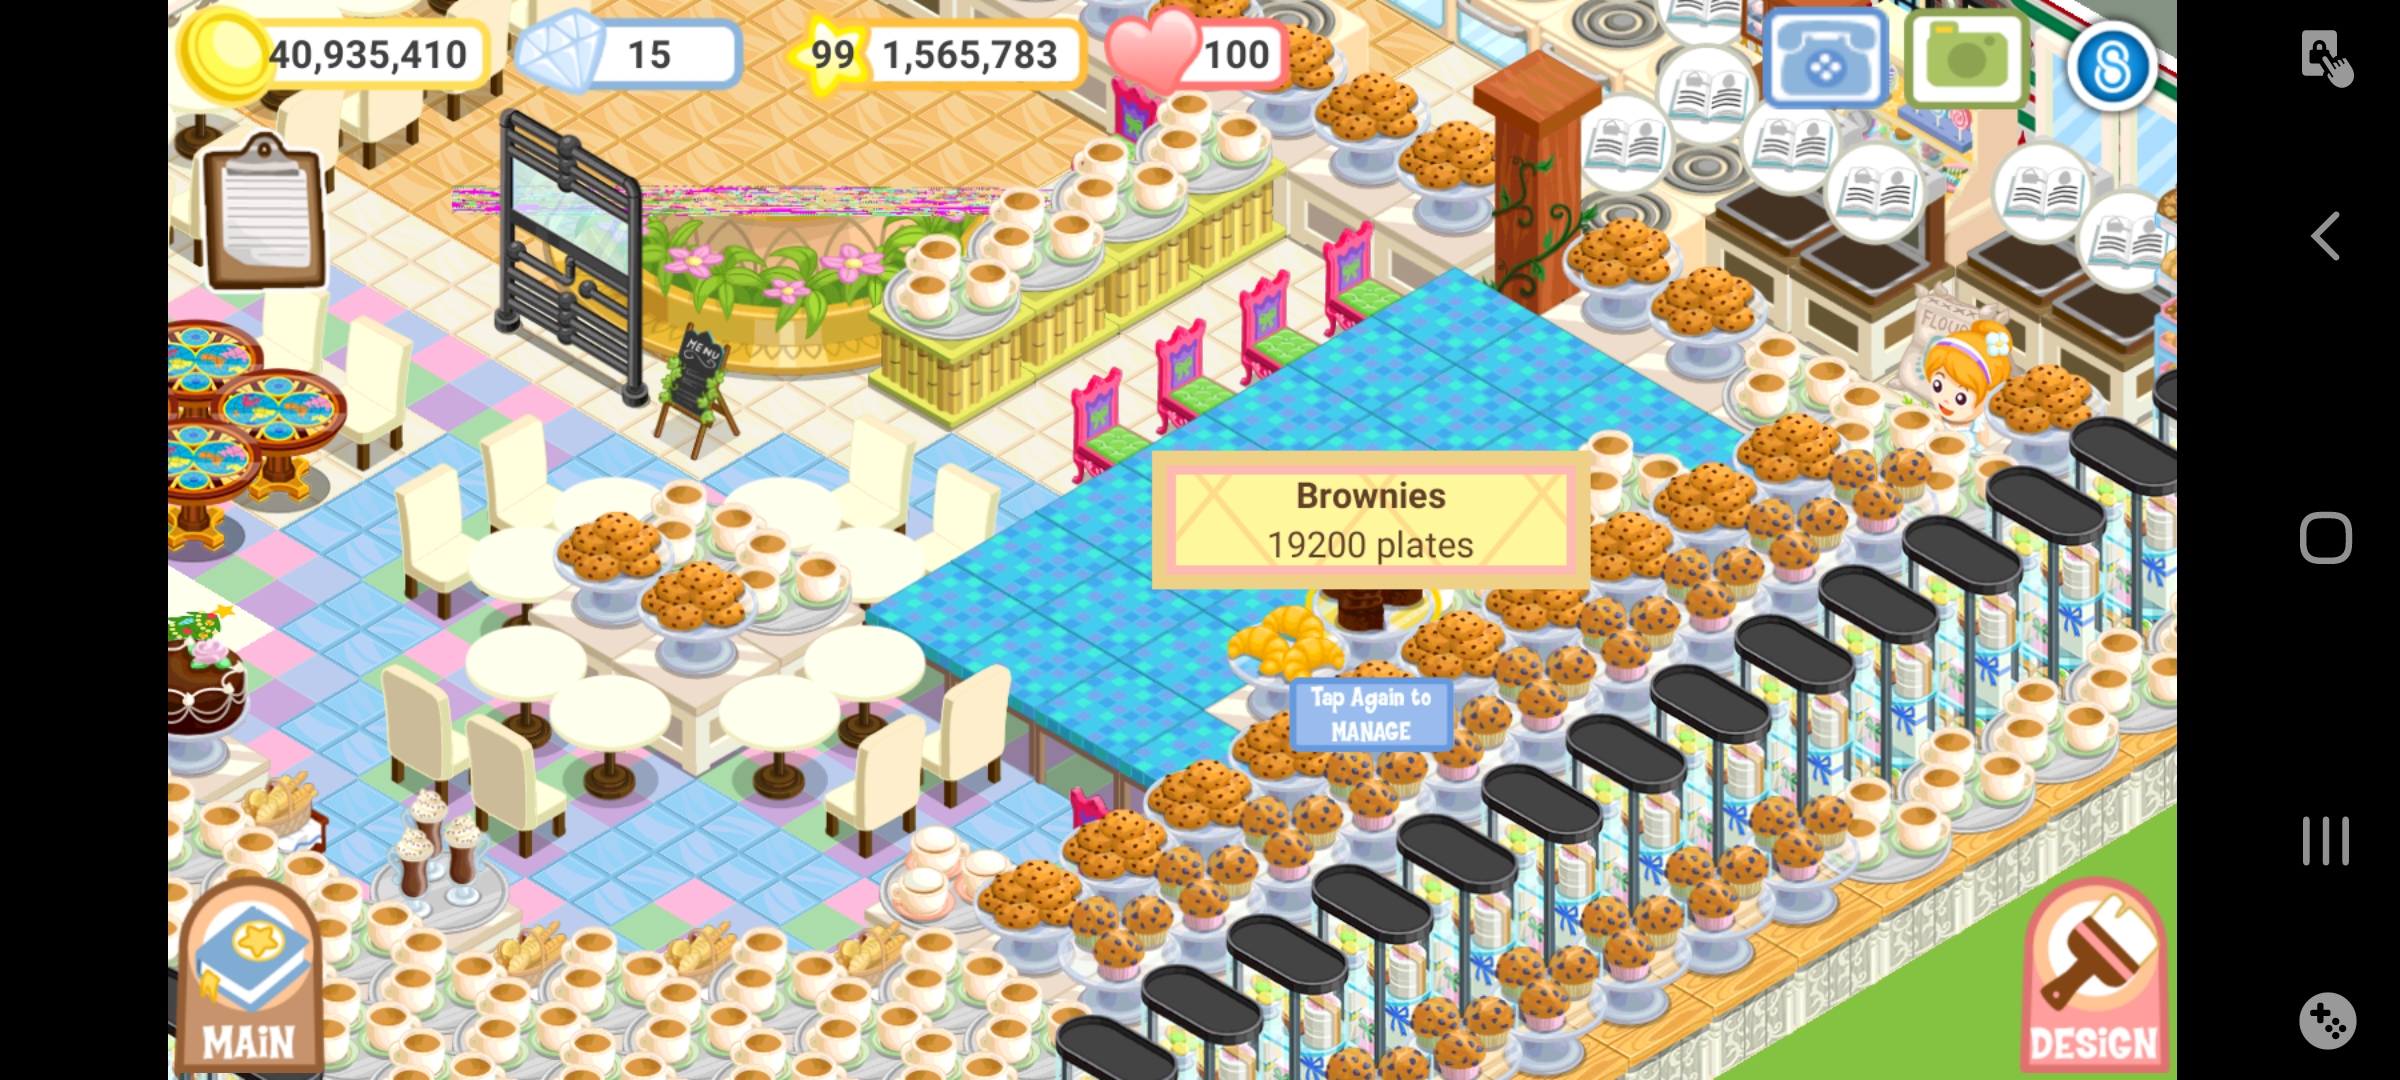 40,935,410
15
99
1,565,783
100
MENU
FLOUR
Brownies
19200 plates
Tap Again to
MANAGE
MAIN
DESIGN